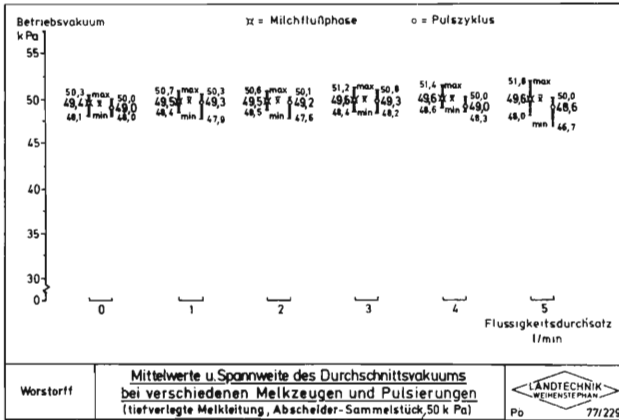 Betriebsvakuum
k Pa
¤ = Milchflußphase
o = Pulszyklus
55
50
45
40
35
30
0
50,3 max 50,0
49,4 x̄ 49,0
48,1 min 48,0
50,7 max 50,3
49,5 x̄ 49,3
48,4 min 47,9
50,6 max 50,1
49,5 x̄ 49,2
48,5 min 47,6
51,2 max 50,8
49,6 x̄ 49,3
48,4 min 48,2
51,4 max 50,0
49,6 x̄ 49,0
48,6 min 48,3
51,8 max 50,0
49,6 x̄ 48,6
48,0 min 46,7
0 1 2 3 4 5
Flussigkeitsdurchsatz
l/min
Worstorff
Mittelwerte u. Spannweite des Durchschnittsvakuums
bei verschiedenen Melkzeugen und Pulsierungen
(tiefverlegte Melkleitung, Abscheider-Sammelstück, 50 k Pa)
LANDTECHNIK
WEIHENSTEPHAN
Pö 77/229